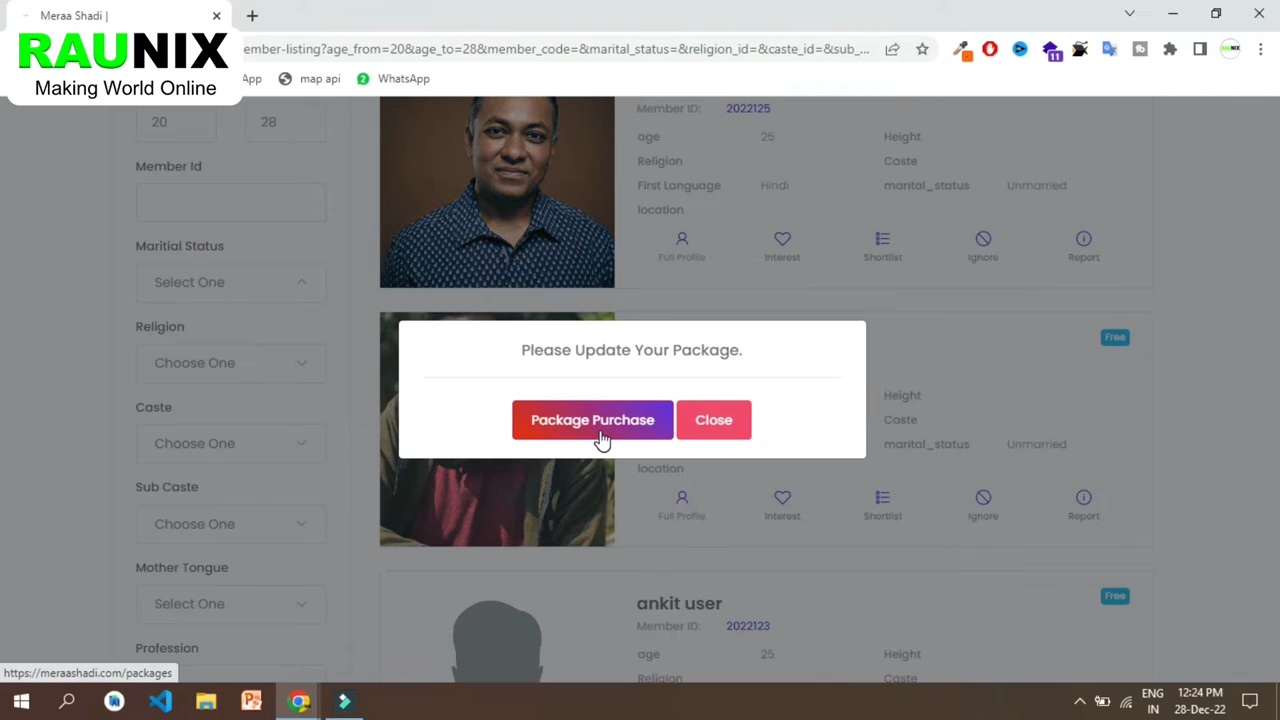 Meraa Shadi |
RAUNIX
Making World Online
ember-listing?age_from=20&age_to=28&member_code=&marital_status=&religion_id=&caste_id=&sub_...
11
App
map api
2
WhatsApp
20
28
Member Id
Maritial Status
Select One
Religion
Choose One
Caste
Choose One
Sub Caste
Choose One
Mother Tongue
Select One
Profession
Member ID: 2022125
age 25 Height
Religion Caste
First Language Hindi marital_status Unmarried
location
Full Profile Interest Shortlist Ignore Report
Free
Please Update Your Package.
Package Purchase Close
Height
Caste
marital_status Unmarried
location
Full Profile Interest Shortlist Ignore Report
ankit user
Free
Member ID: 2022123
age 25 Height
Religion Caste
https://meraashadi.com/packages
ENG 12:24 PM
IN 28-Dec-22